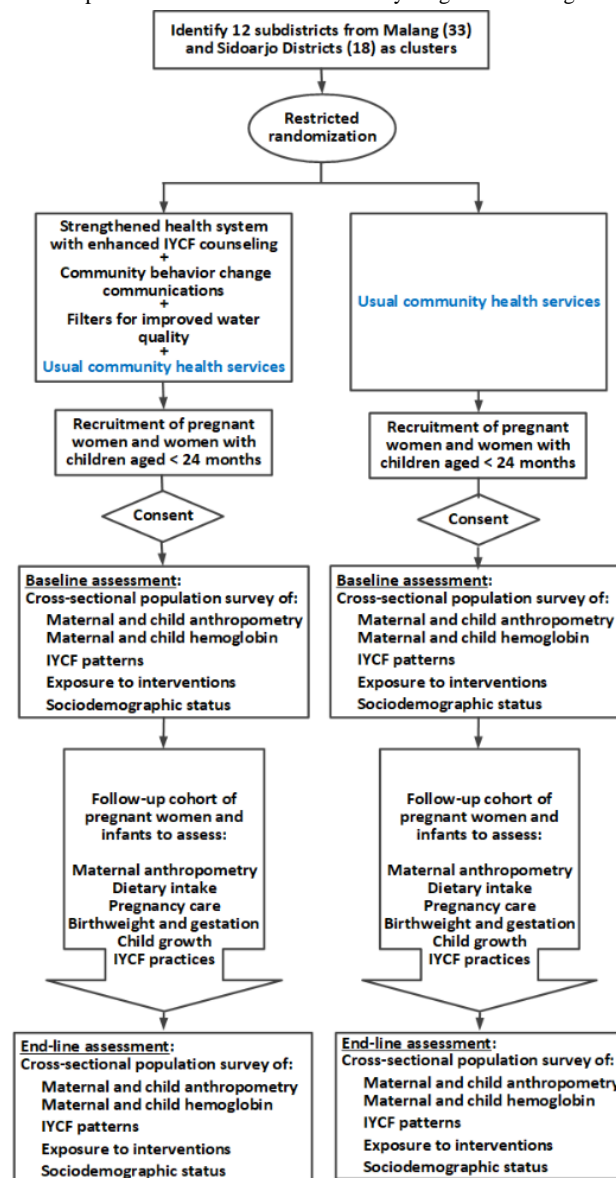 Identify 12 subdistricts from Malang (33)
and Sidoarjo Districts (18) as clusters
Restricted
randomization
Strengthened health system
with enhanced IYCF counseling
+
Community behavior change
communications
+
Filters for improved water
quality
+
Usual community health services
Usual community health services
Recruitment of pregnant
women and women with
children aged < 24 months
Recruitment of pregnant
women and women with
children aged < 24 months
Consent
Consent
Baseline assessment:
Cross-sectional population survey of:
Maternal and child anthropometry
Maternal and child hemoglobin
IYCF patterns
Exposure to interventions
Sociodemographic status
Baseline assessment:
Cross-sectional population survey of:
Maternal and child anthropometry
Maternal and child hemoglobin
IYCF patterns
Exposure to interventions
Sociodemographic status
Follow-up cohort of
pregnant women and
infants to assess:
Maternal anthropometry
Dietary intake
Pregnancy care
Birthweight and gestation
Child growth
IYCF practices
Follow-up cohort of
pregnant women and
infants to assess:
Maternal anthropometry
Dietary intake
Pregnancy care
Birthweight and gestation
Child growth
IYCF practices
End-line assessment:
Cross-sectional population survey of:
Maternal and child anthropometry
Maternal and child hemoglobin
IYCF patterns
Exposure to interventions
Sociodemographic status
End-line assessment:
Cross-sectional population survey of:
Maternal and child anthropometry
Maternal and child hemoglobin
IYCF patterns
Exposure to interventions
Sociodemographic status